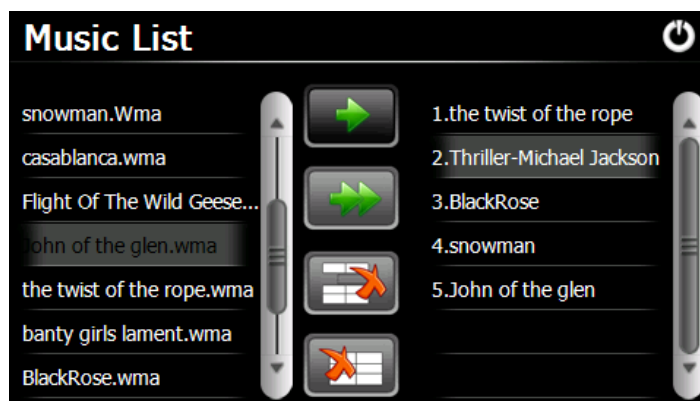 Music List
snowman.Wma
casablanca.wma
Flight Of The Wild Geese...
John of the glen.wma
the twist of the rope.wma
banty girls lament.wma
BlackRose.wma
1.the twist of the rope
2.Thriller-Michael Jackson
3.BlackRose
4.snowman
5.John of the glen